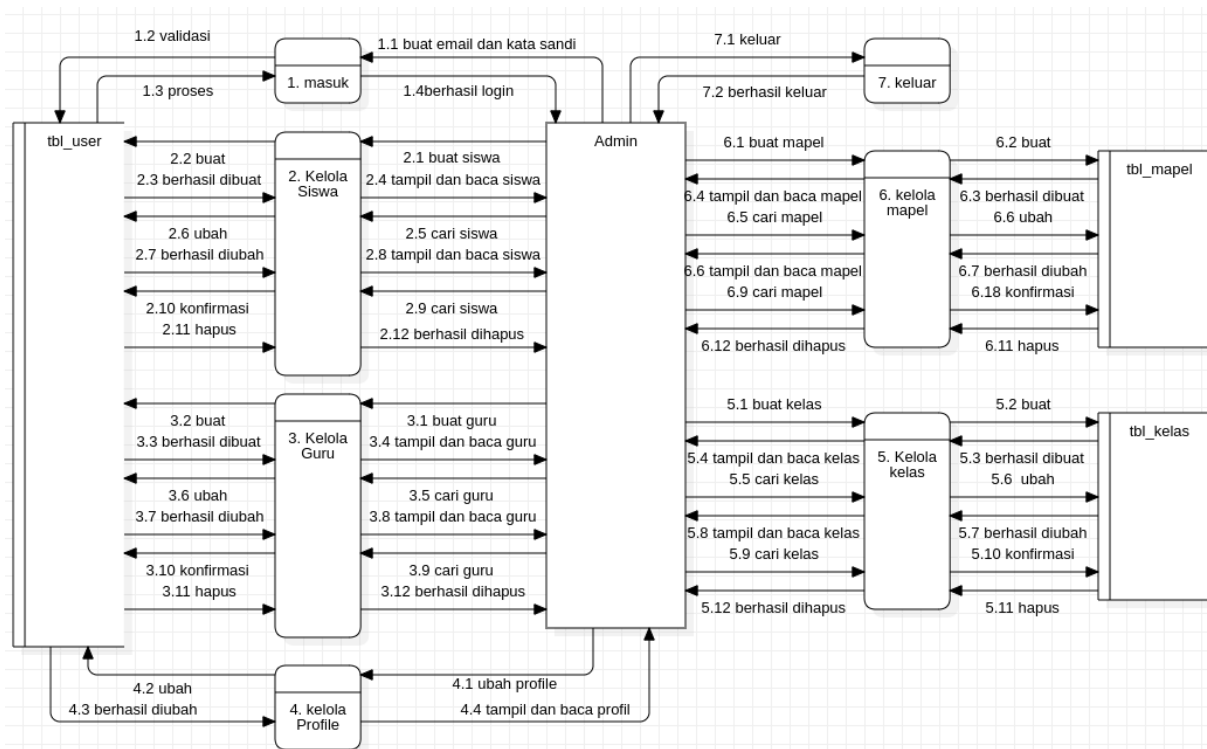 1.2 validasi
1.1 buat email dan kata sandi
7.1 keluar
1. masuk
7. keluar
1.3 proses
1.4berhasil login
7.2 berhasil keluar
tbl_user
2.2 buat
2.3 berhasil dibuat
2.6 ubah
2.7 berhasil diubah
2.10 konfirmasi
2.11 hapus
2. Kelola
Siswa
2.1 buat siswa
2.4 tampil dan baca siswa
2.5 cari siswa
2.8 tampil dan baca siswa
2.9 cari siswa
2.12 berhasil dihapus
Admin
6.1 buat mapel
6.4 tampil dan baca mapel
6.5 cari mapel
6.6 tampil dan baca mapel
6.9 cari mapel
6.12 berhasil dihapus
6. kelola
mapel
6.2 buat
6.3 berhasil dibuat
6.6 ubah
6.7 berhasil diubah
6.18 konfirmasi
6.11 hapus
tbl_mapel
3.2 buat
3.3 berhasil dibuat
3.6 ubah
3.7 berhasil diubah
3.10 konfirmasi
3.11 hapus
3. Kelola
Guru
3.1 buat guru
3.4 tampil dan baca guru
3.5 cari guru
3.8 tampil dan baca guru
3.9 cari guru
3.12 berhasil dihapus
5.1 buat kelas
5.4 tampil dan baca kelas
5.5 cari kelas
5.8 tampil dan baca kelas
5.9 cari kelas
5.12 berhasil dihapus
5. Kelola
kelas
5.2 buat
5.3 berhasil dibuat
5.6 ubah
5.7 berhasil diubah
5.10 konfirmasi
5.11 hapus
tbl_kelas
4.2 ubah
4.3 berhasil diubah
4. kelola
Profile
4.1 ubah profile
4.4 tampil dan baca profil